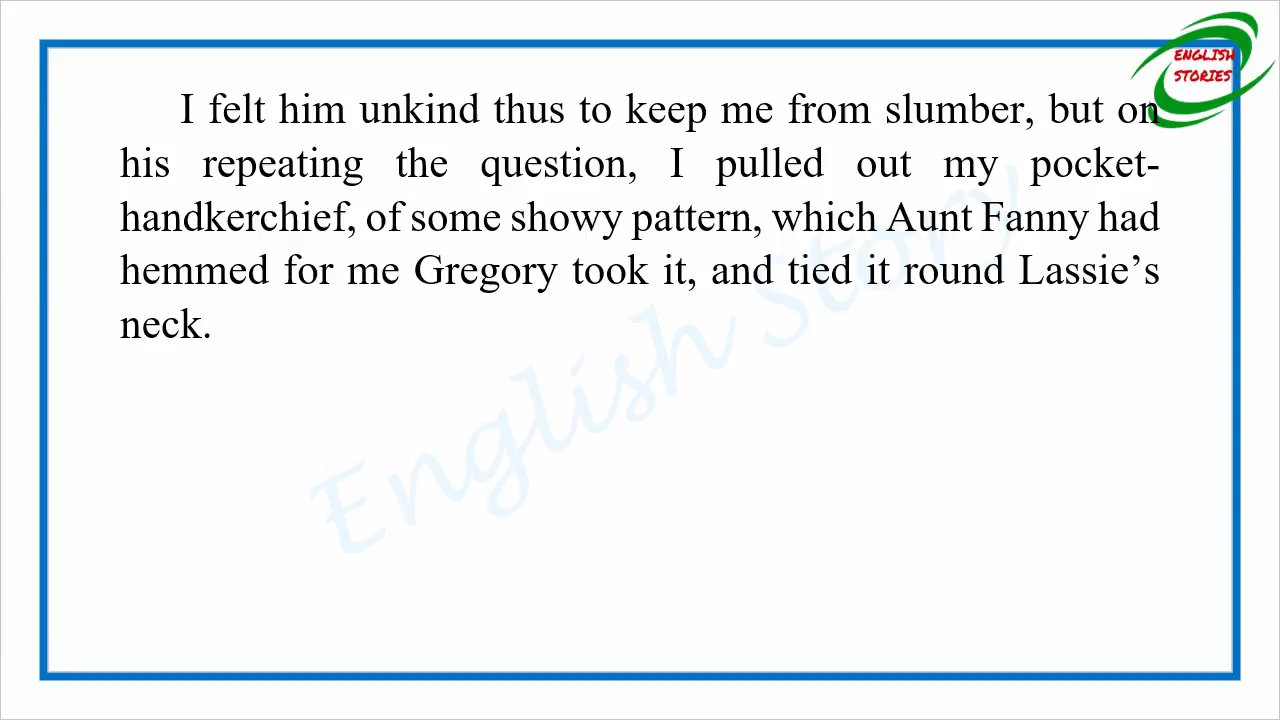 ENGLISH
STORIES
I felt him unkind thus to keep me from slumber, but on
his repeating the question, I pulled out my pocket-
handkerchief, of some showy pattern, which Aunt Fanny had
hemmed for me Gregory took it, and tied it round Lassie’s
neck.
English Story